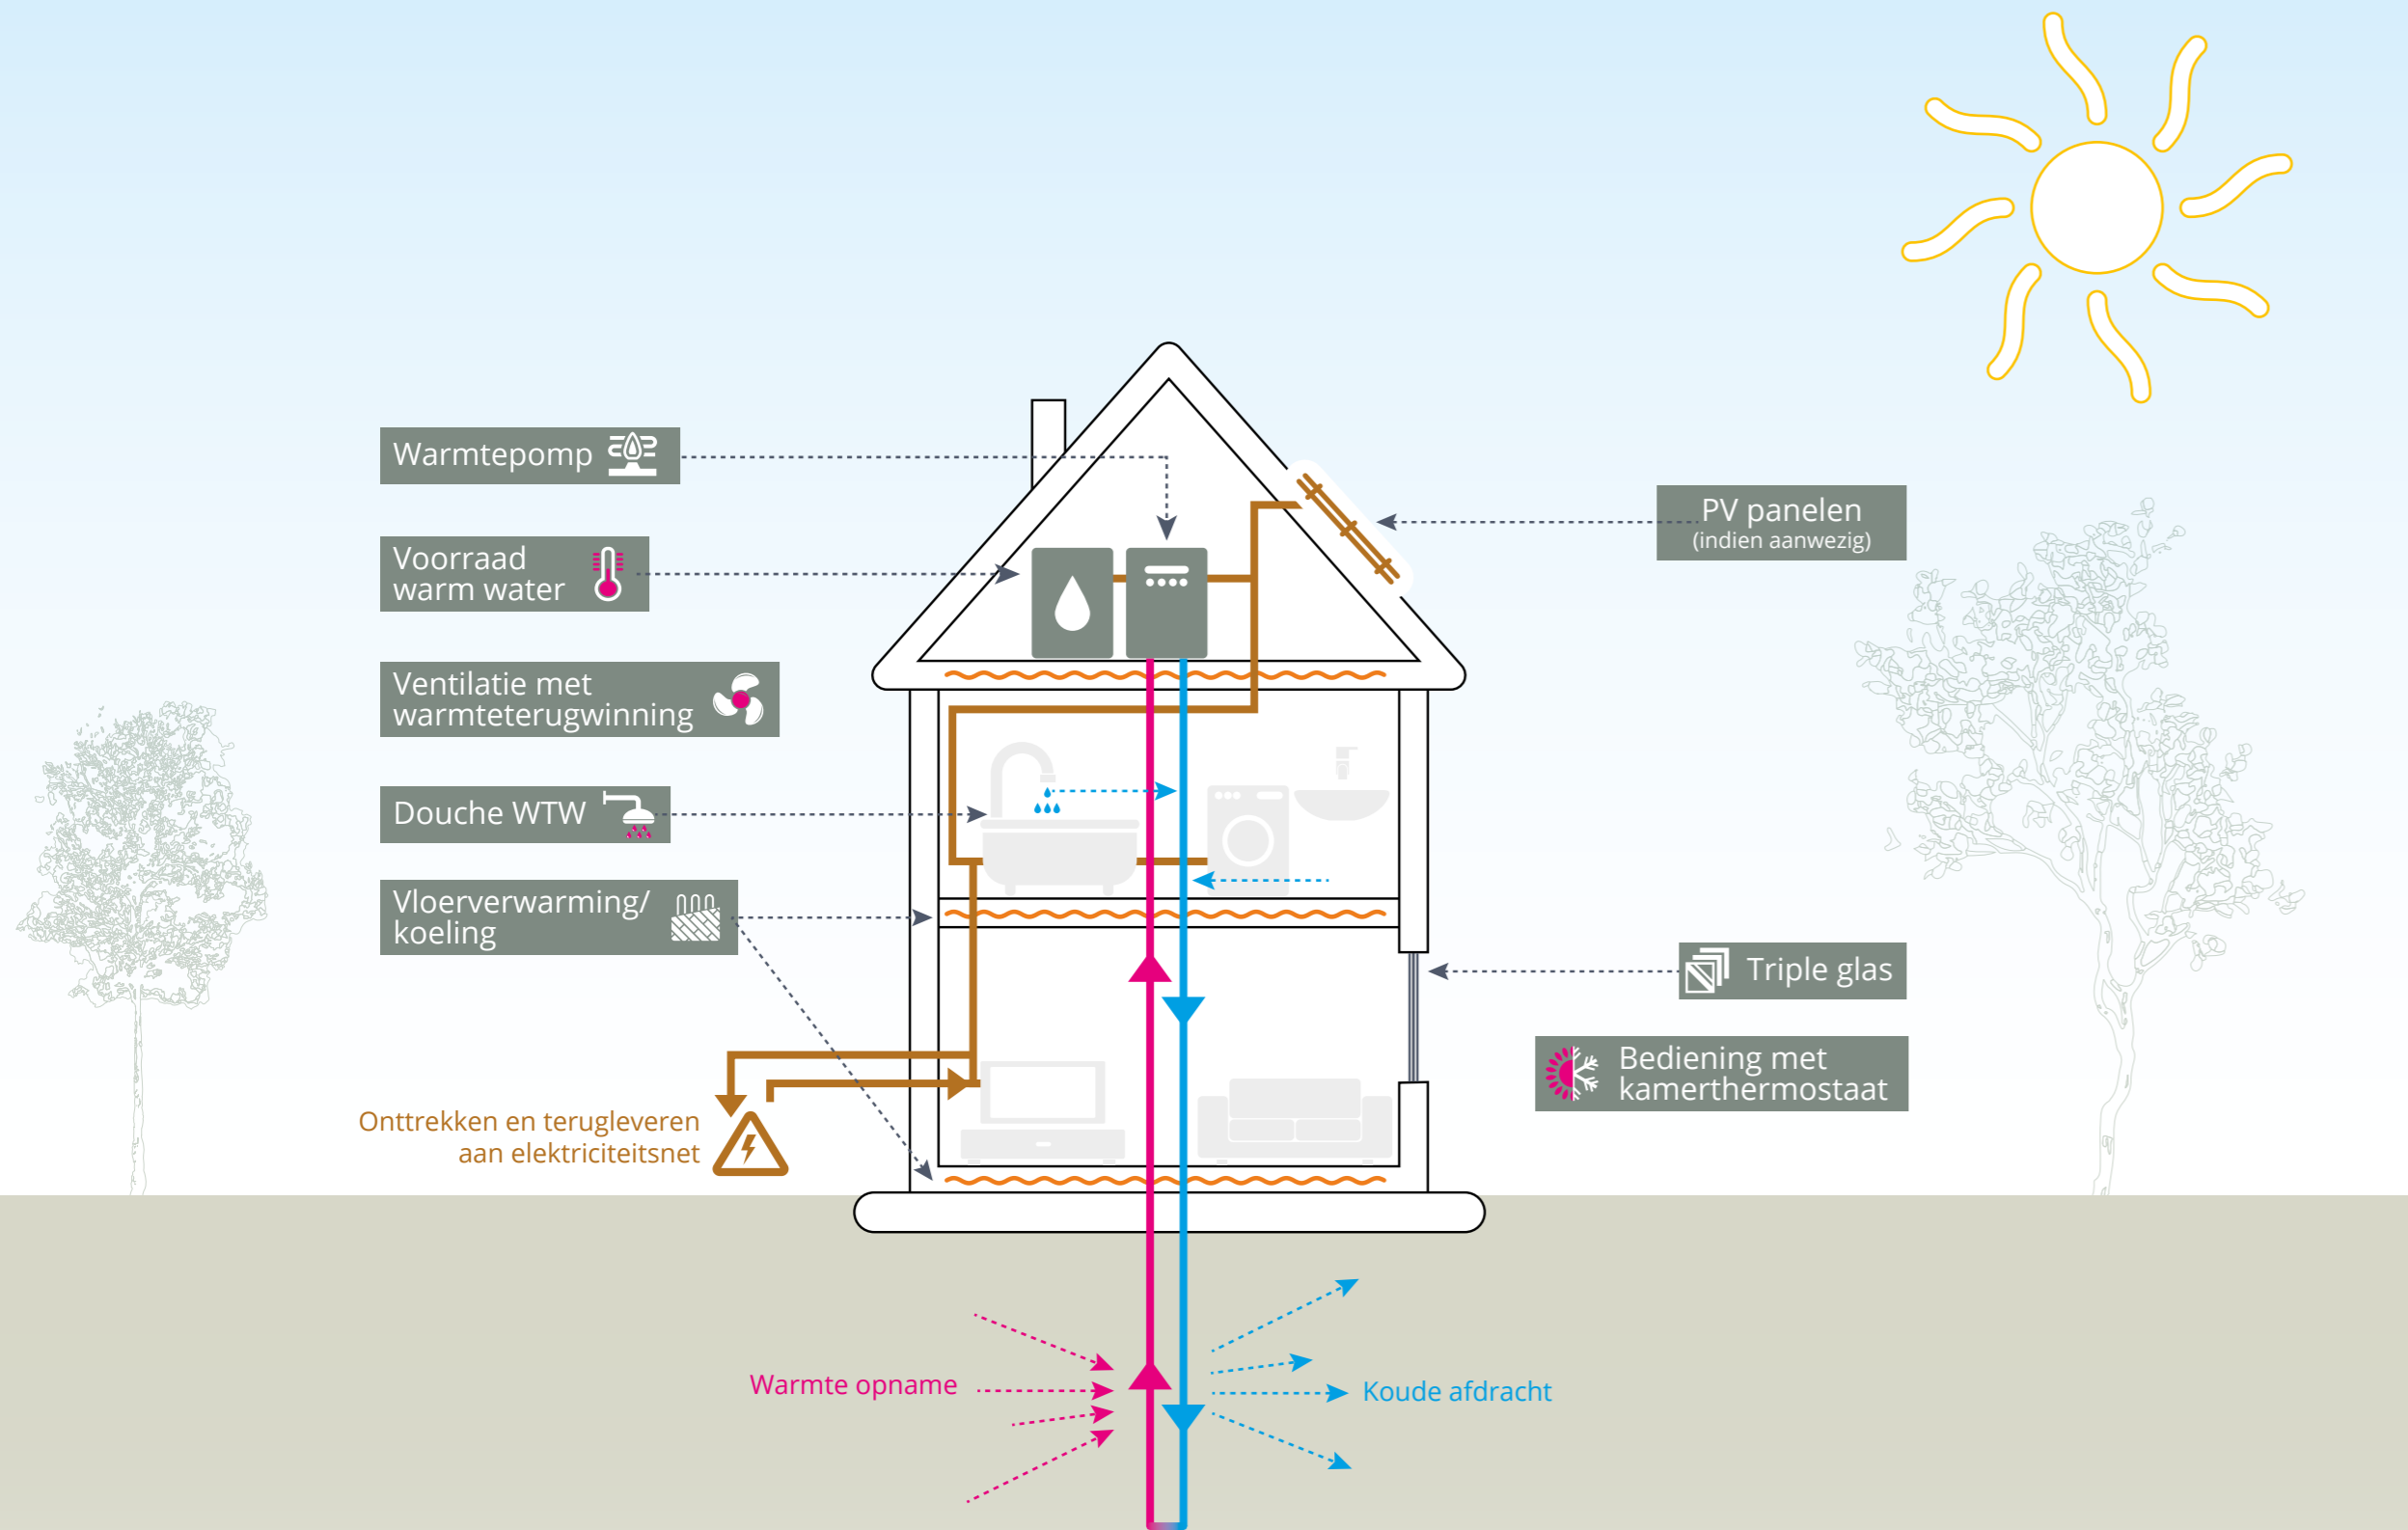 Warmtepomp
Voorraad
warm water
Ventilatie met
warmteterugwinning
Douche WTW
Vloerverwarming/
koeling
Onttrekken en terugleveren
aan elektriciteitsnet
PV panelen
(indien aanwezig)
Triple glas
Bediening met
kamerthermostaat
Warmte opname
Koude afdracht